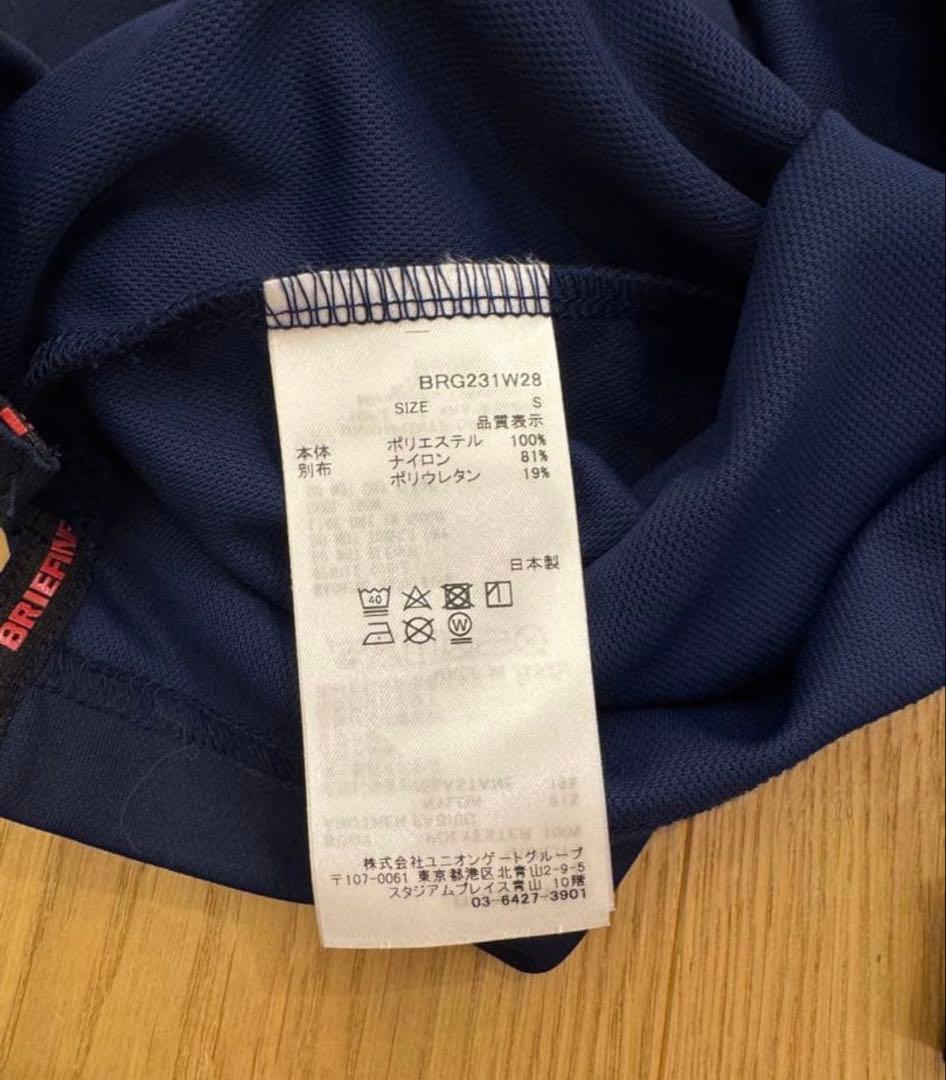 BRG231W28
SIZE S
品質表示
本体 ポリエステル 100%
別布 ナイロン 81%
ポリウレタン 19%
日本製
40
W
BRIEFIN
株式会社ユニオンゲートグループ
〒107-0061 東京都港区北青山2-9-5
スタジアムプレイス青山 10階
03-6427-3901